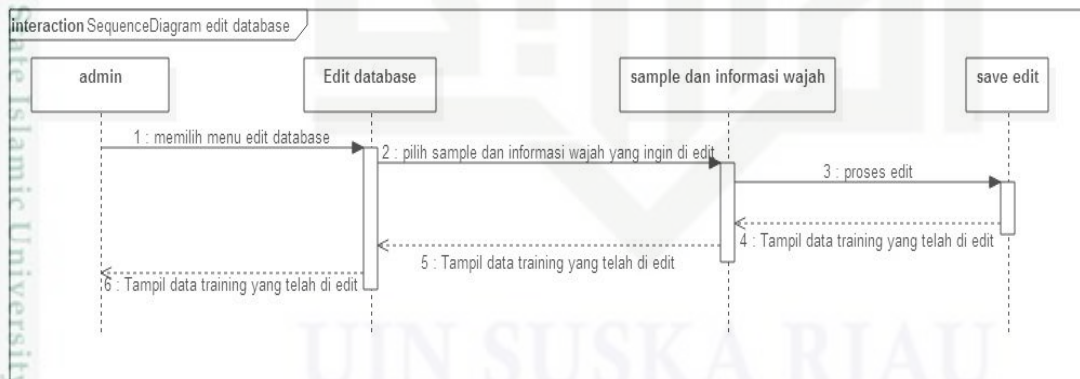 interaction SequenceDiagram edit database
admin
Edit database
sample dan informasi wajah
save edit
1 : memilih menu edit database
2 : pilih sample dan informasi wajah yang ingin di edit
3 : proses edit
4 : Tampil data training yang telah di edit
5 : Tampil data training yang telah di edit
6 : Tampil data training yang telah di edit
State Islamic University
UIN SUSKA RIAU